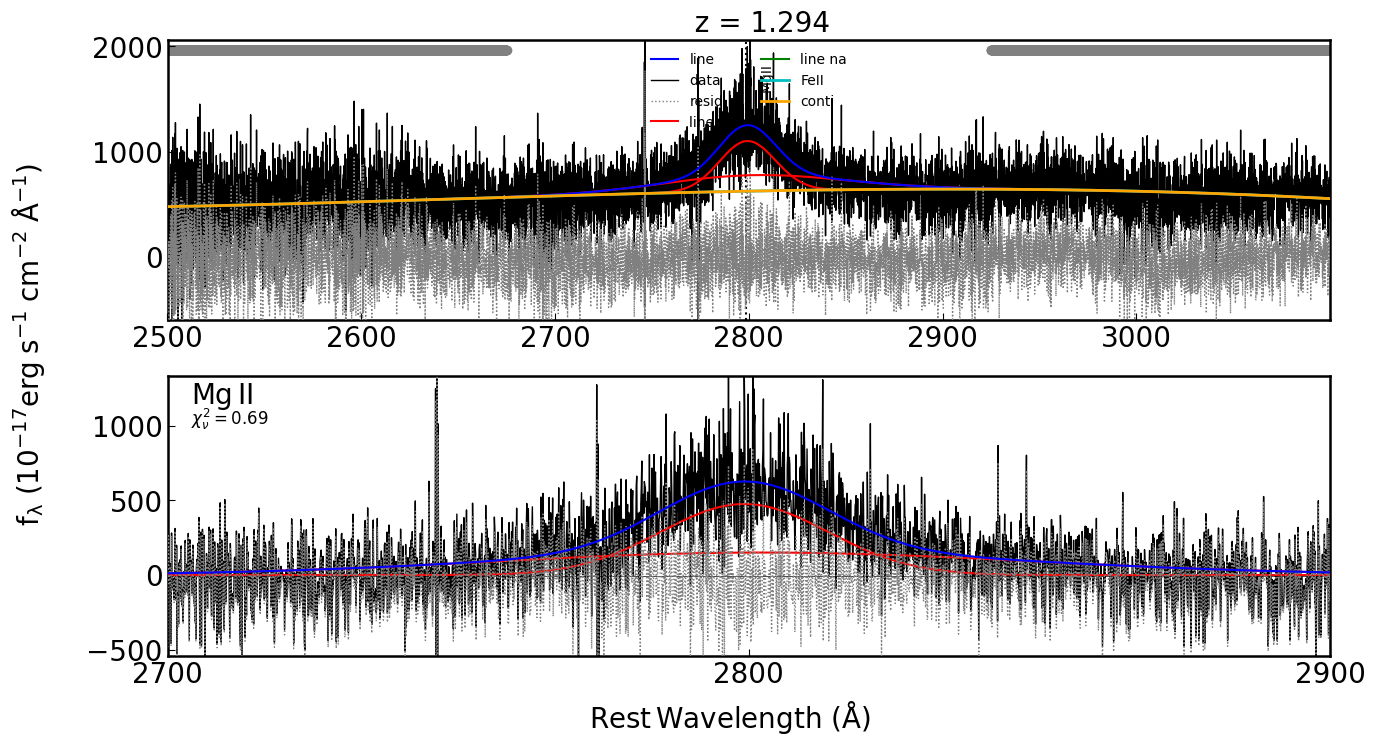 z = 1.294
2000
1000
0
line
data
resid
line
line na
FeII
conti
MgII
2500 2600 2700 2800 2900 3000
fλ (10⁻¹⁷erg s⁻¹ cm⁻² Å⁻¹)
Mg II
χ²ᵥ = 0.69
1000
500
0
−500
2700 2800 2900
Rest Wavelength (Å)